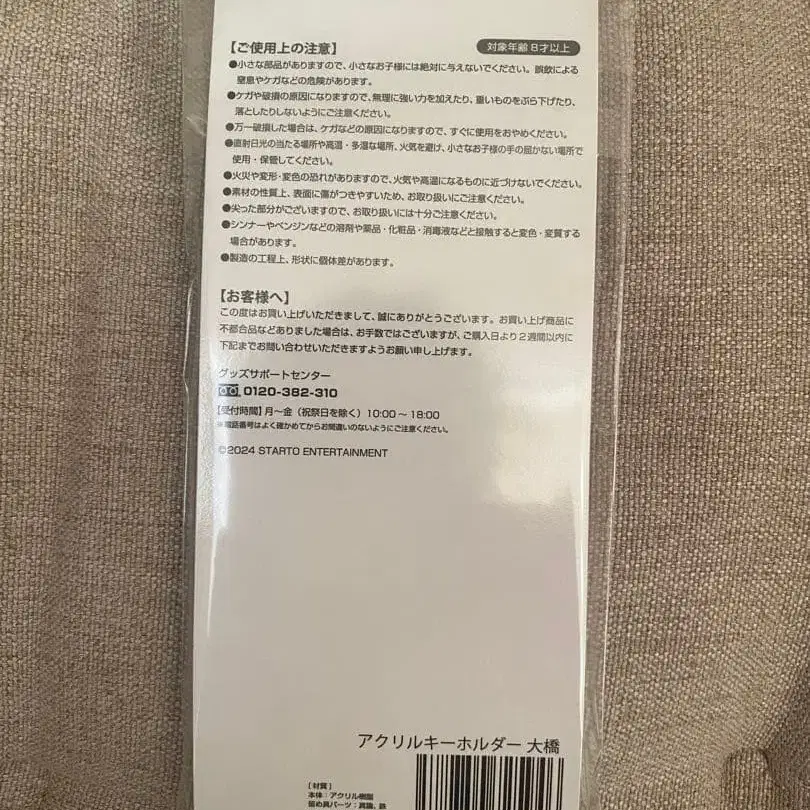 【ご使用上の注意】
対象年齢 8才以上
●小さな部品がありますので、小さなお子様には絶対に与えないでください。誤飲による
窒息やケガなどの危険があります。
●ケガや破損の原因になりますので、無理に強い力を加えたり、重いものをぶら下げたり、
落としたりしないようにご注意ください。
●万一破損した場合は、ケガなどの原因になりますので、すぐに使用をおやめください。
●直射日光の当たる場所や高温・多湿な場所、火気を避け、小さなお子様の手の届かない場所で
使用・保管してください。
●火災や変形・変色の恐れがありますので、火気や高温になるものに近づけないでください。
●素材の性質上、表面に傷がつきやすいため、お取り扱いにご注意ください。
●尖った部分がございますので、お取り扱いには十分ご注意ください。
●シンナーやベンジンなどの溶剤や薬品・化粧品・消毒液などと接触すると変色・変質する
場合があります。
●製造の工程上、形状に個体差があります。
【お客様へ】
この度はお買い上げいただきまして、誠にありがとうございます。お買い上げ商品に
不都合品などありました場合は、お手数ではございますが、ご購入日より2週間以内に
下記までお問い合わせいただきますようお願い申し上げます。
グッズサポートセンター
0120-382-310
【受付時間】月～金（祝祭日を除く）10:00～18:00
※電話番号はよく確かめてからお間違いのないようにご注意ください。
©2024 STARTO ENTERTAINMENT
アクリルキーホルダー 大橋
【材質】
本体：アクリル樹脂
留め具パーツ：真鍮、鉄